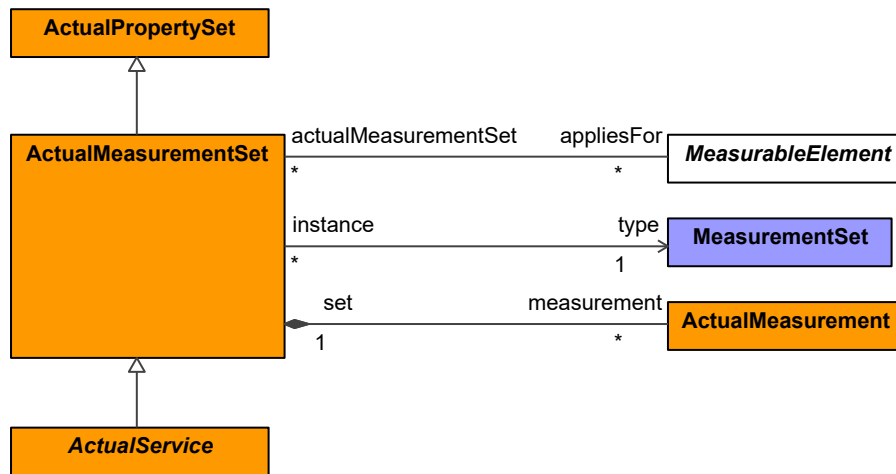 ActualPropertySet
ActualMeasurementSet
actualMeasurementSet appliesFor
* *
MeasurableElement
instance type
* 1
MeasurementSet
set measurement
1 *
ActualMeasurement
ActualService